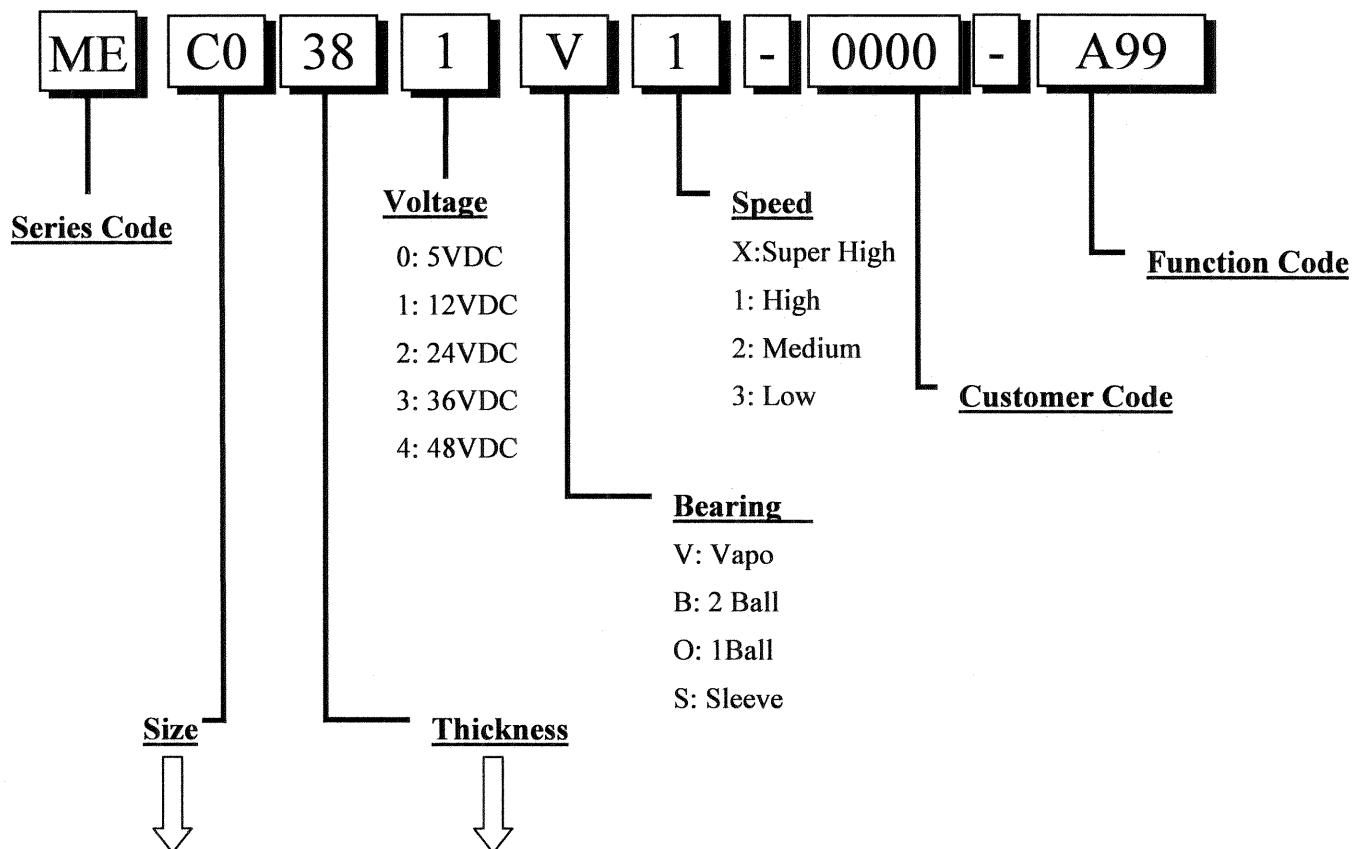 ME C0 38 1 V 1 - 0000 - A99
Series Code
Voltage
0: 5VDC
1: 12VDC
2: 24VDC
3: 36VDC
4: 48VDC
Speed
X:Super High
1: High
2: Medium
3: Low
Function Code
Customer Code
Bearing
V: Vapo
B: 2 Ball
O: 1Ball
S: Sleeve
Size
Thickness